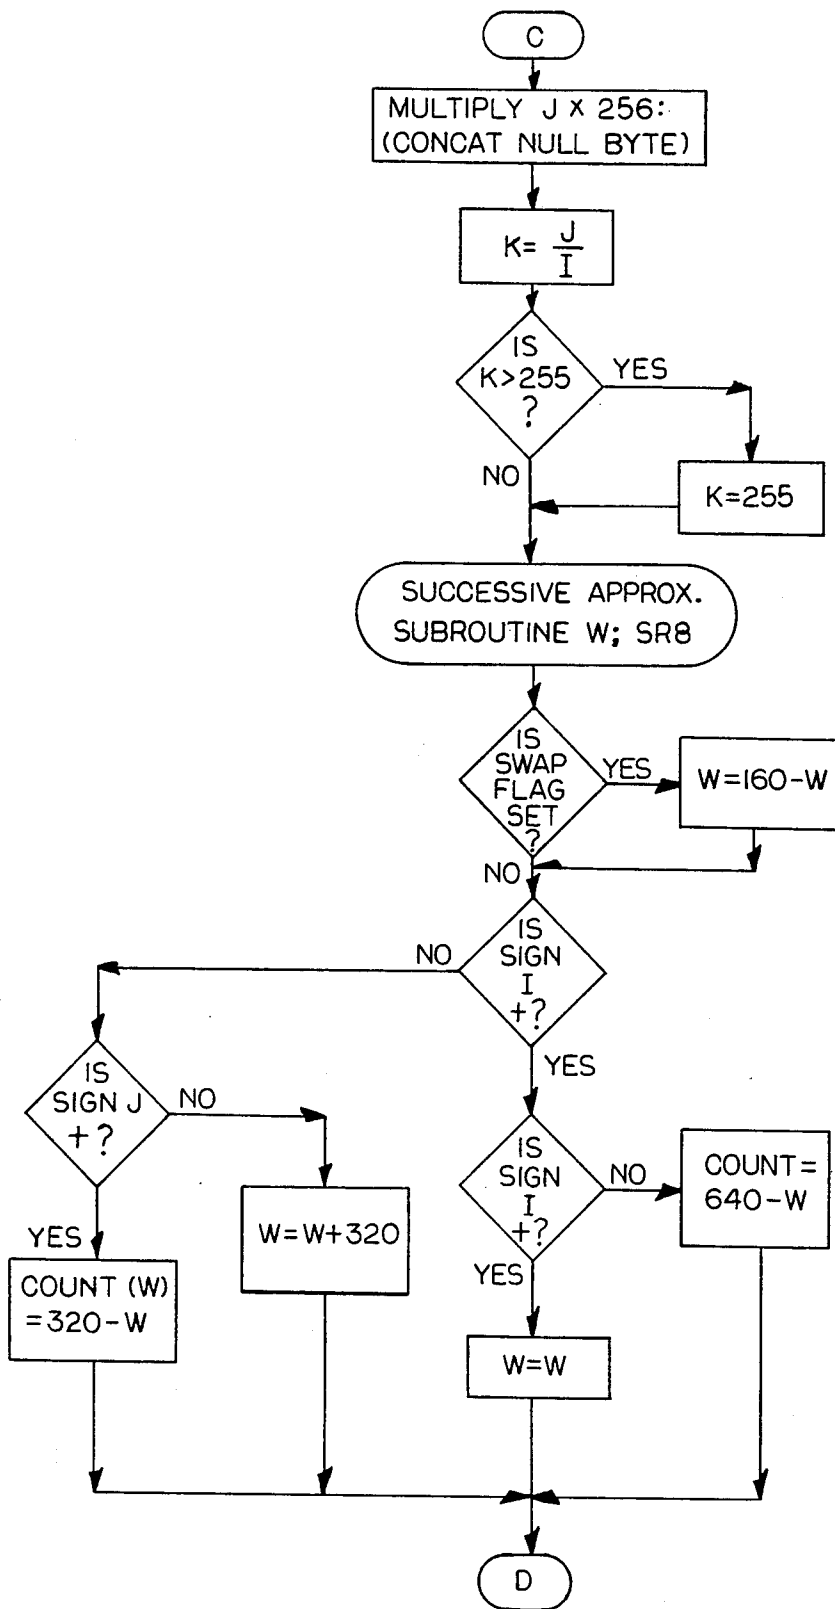 C
MULTIPLY J X 256:
(CONCAT NULL BYTE)
K= J
I
IS
K>255
?
YES
NO
K=255
SUCCESSIVE APPROX.
SUBROUTINE W; SR8
IS
SWAP
FLAG
SET
?
YES
W=160-W
NO
IS
SIGN
I
+?
NO
YES
IS
SIGN J
+?
NO
YES
W=W+320
COUNT (W)
=320-W
IS
SIGN
I
+?
NO
COUNT=
640-W
YES
W=W
D